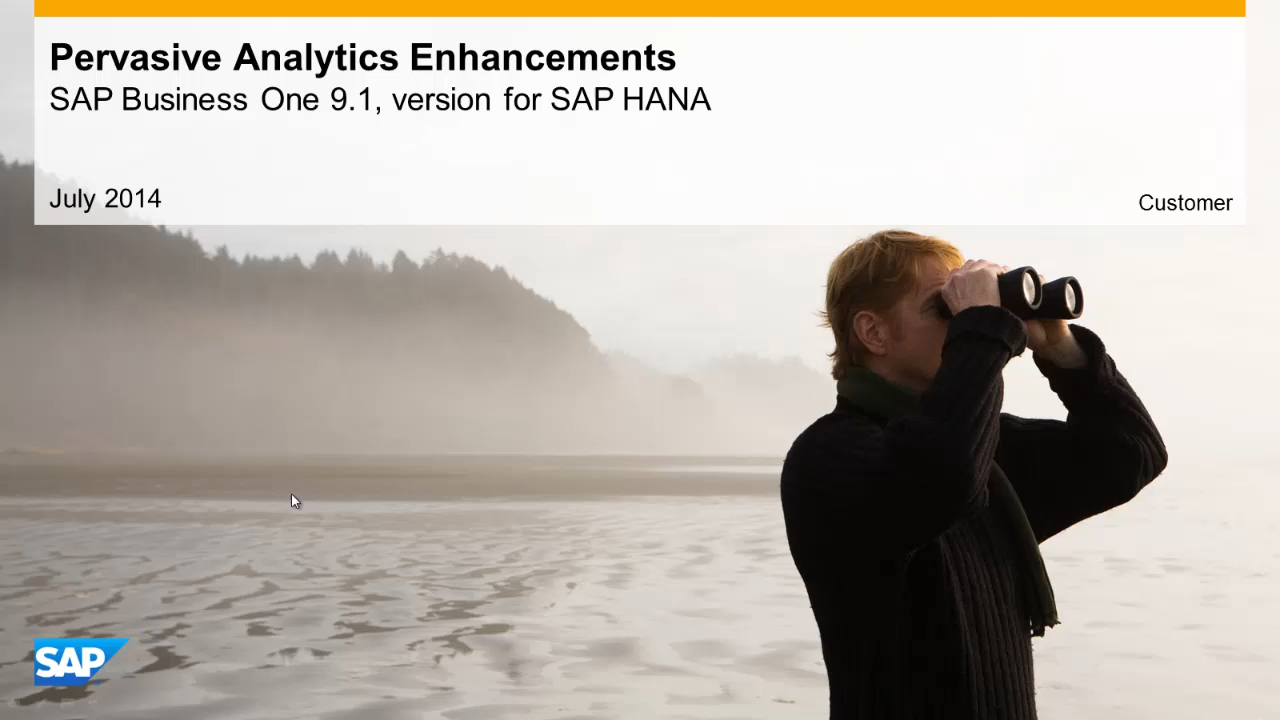 Pervasive Analytics Enhancements
SAP Business One 9.1, version for SAP HANA
July 2014
Customer
SAP